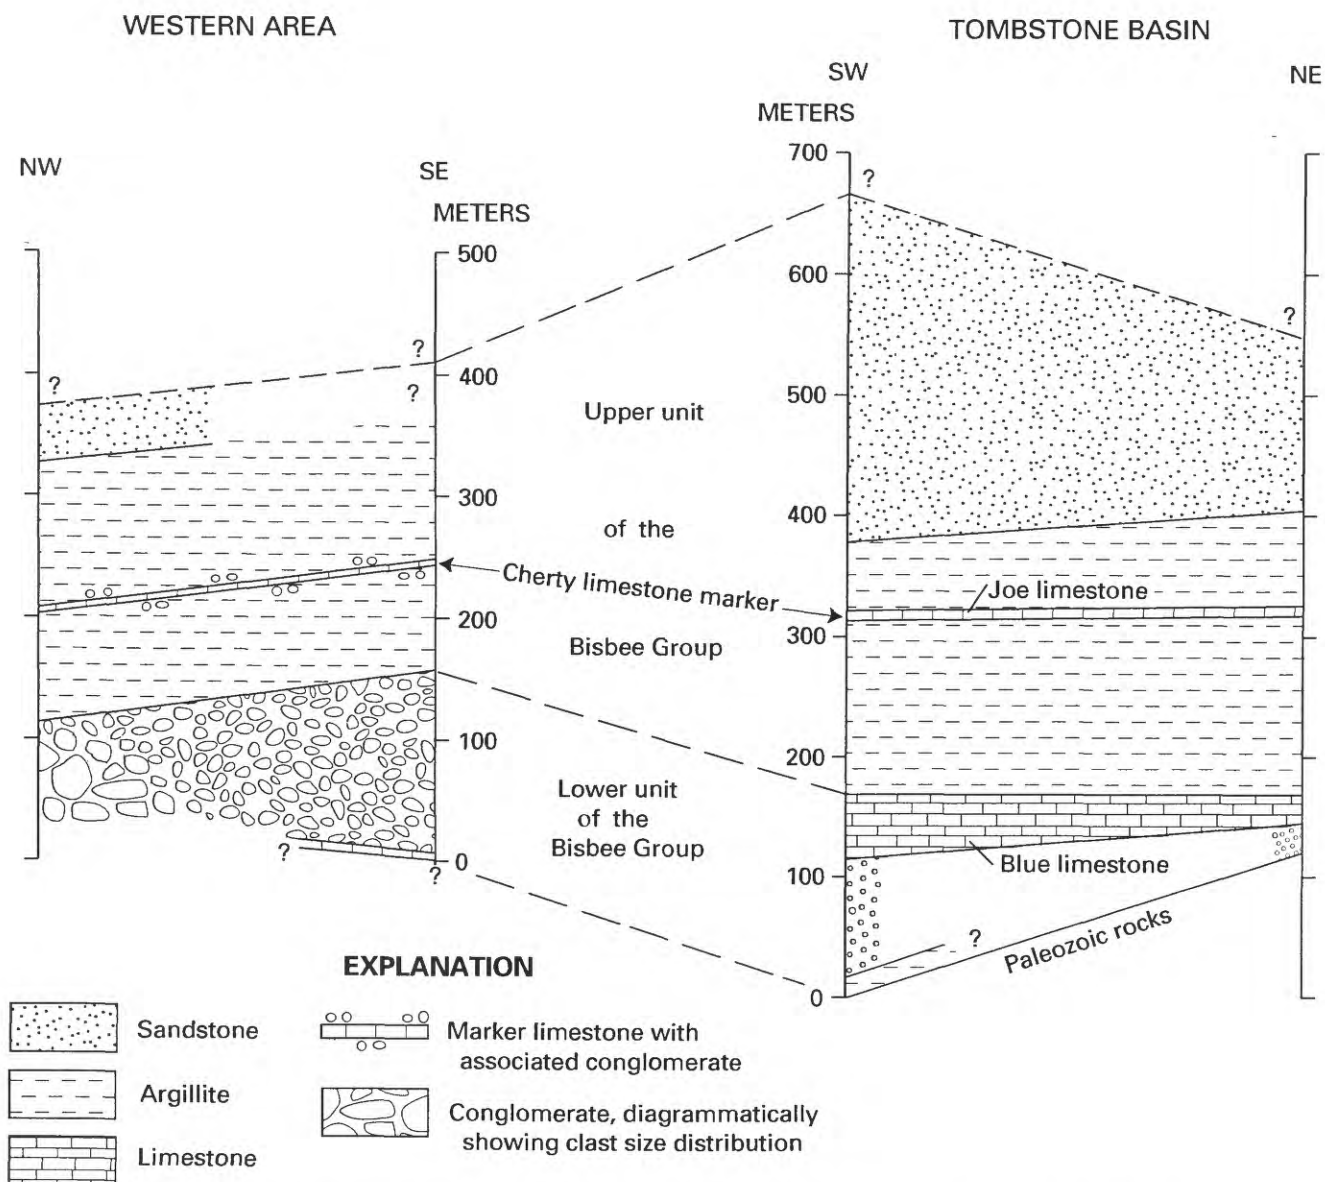 WESTERN AREA
TOMBSTONE BASIN
SW
NE
METERS
700
NW
SE
METERS
?
500
?
600
?
?
?
400
?
500
Upper unit
300
400
of the
Cherty limestone marker
Joe limestone
200
300
Bisbee Group
100
200
Lower unit
of the
Bisbee Group
?
0
?
Blue limestone
100
?
Paleozoic rocks
0
EXPLANATION
Sandstone
Marker limestone with
associated conglomerate
Argillite
Conglomerate, diagrammatically
showing clast size distribution
Limestone